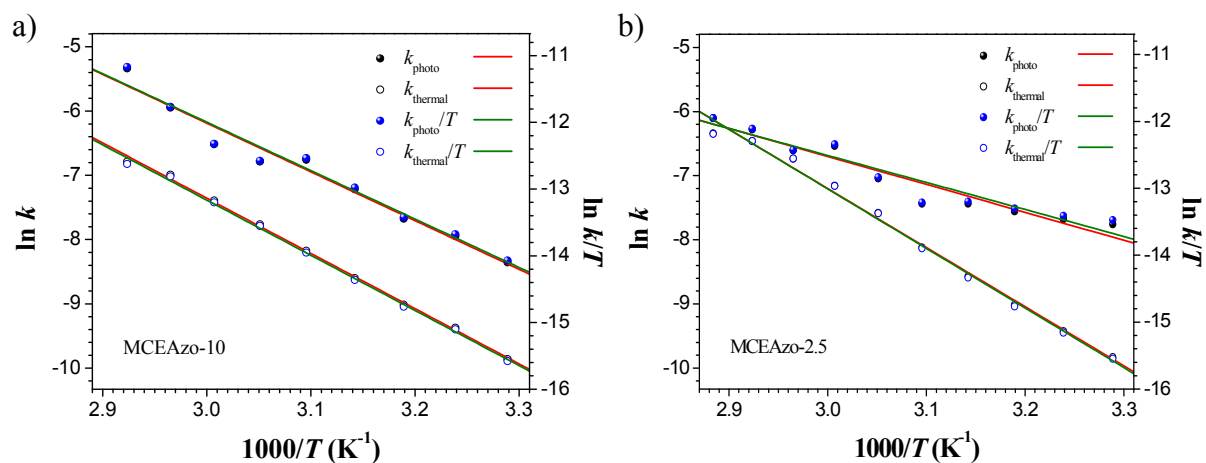 a)
-5
-6
-7
-8
-9
-10
ln k
-11
-12
-13
-14
-15
-16
ln k/T
k_photo
k_thermal
k_photo/T
k_thermal/T
MCEAzo-10
2.9 3.0 3.1 3.2 3.3
1000/T (K⁻¹)
b)
-5
-6
-7
-8
-9
-10
ln k
-11
-12
-13
-14
-15
-16
ln k/T
k_photo
k_thermal
k_photo/T
k_thermal/T
MCEAzo-2.5
2.9 3.0 3.1 3.2 3.3
1000/T (K⁻¹)